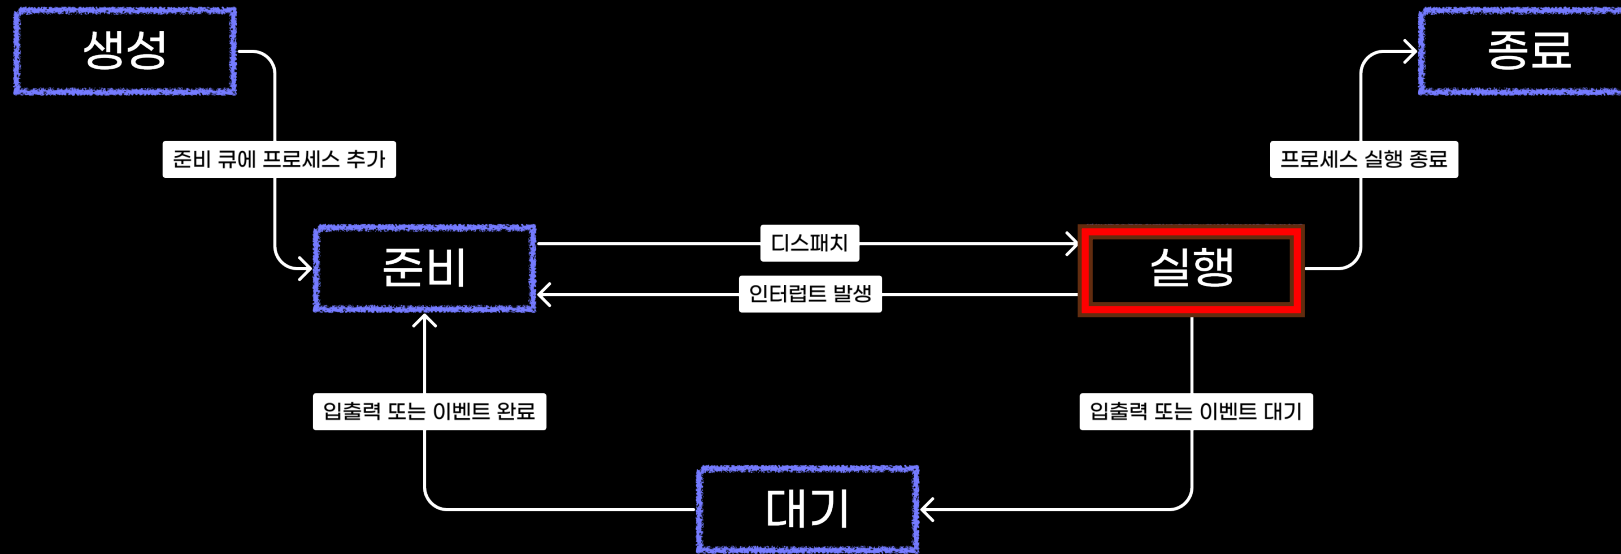 생성
종료
준비 큐에 프로세스 추가
프로세스 실행 종료
디스패치
준비
실행
인터럽트 발생
입출력 또는 이벤트 완료
입출력 또는 이벤트 대기
대기